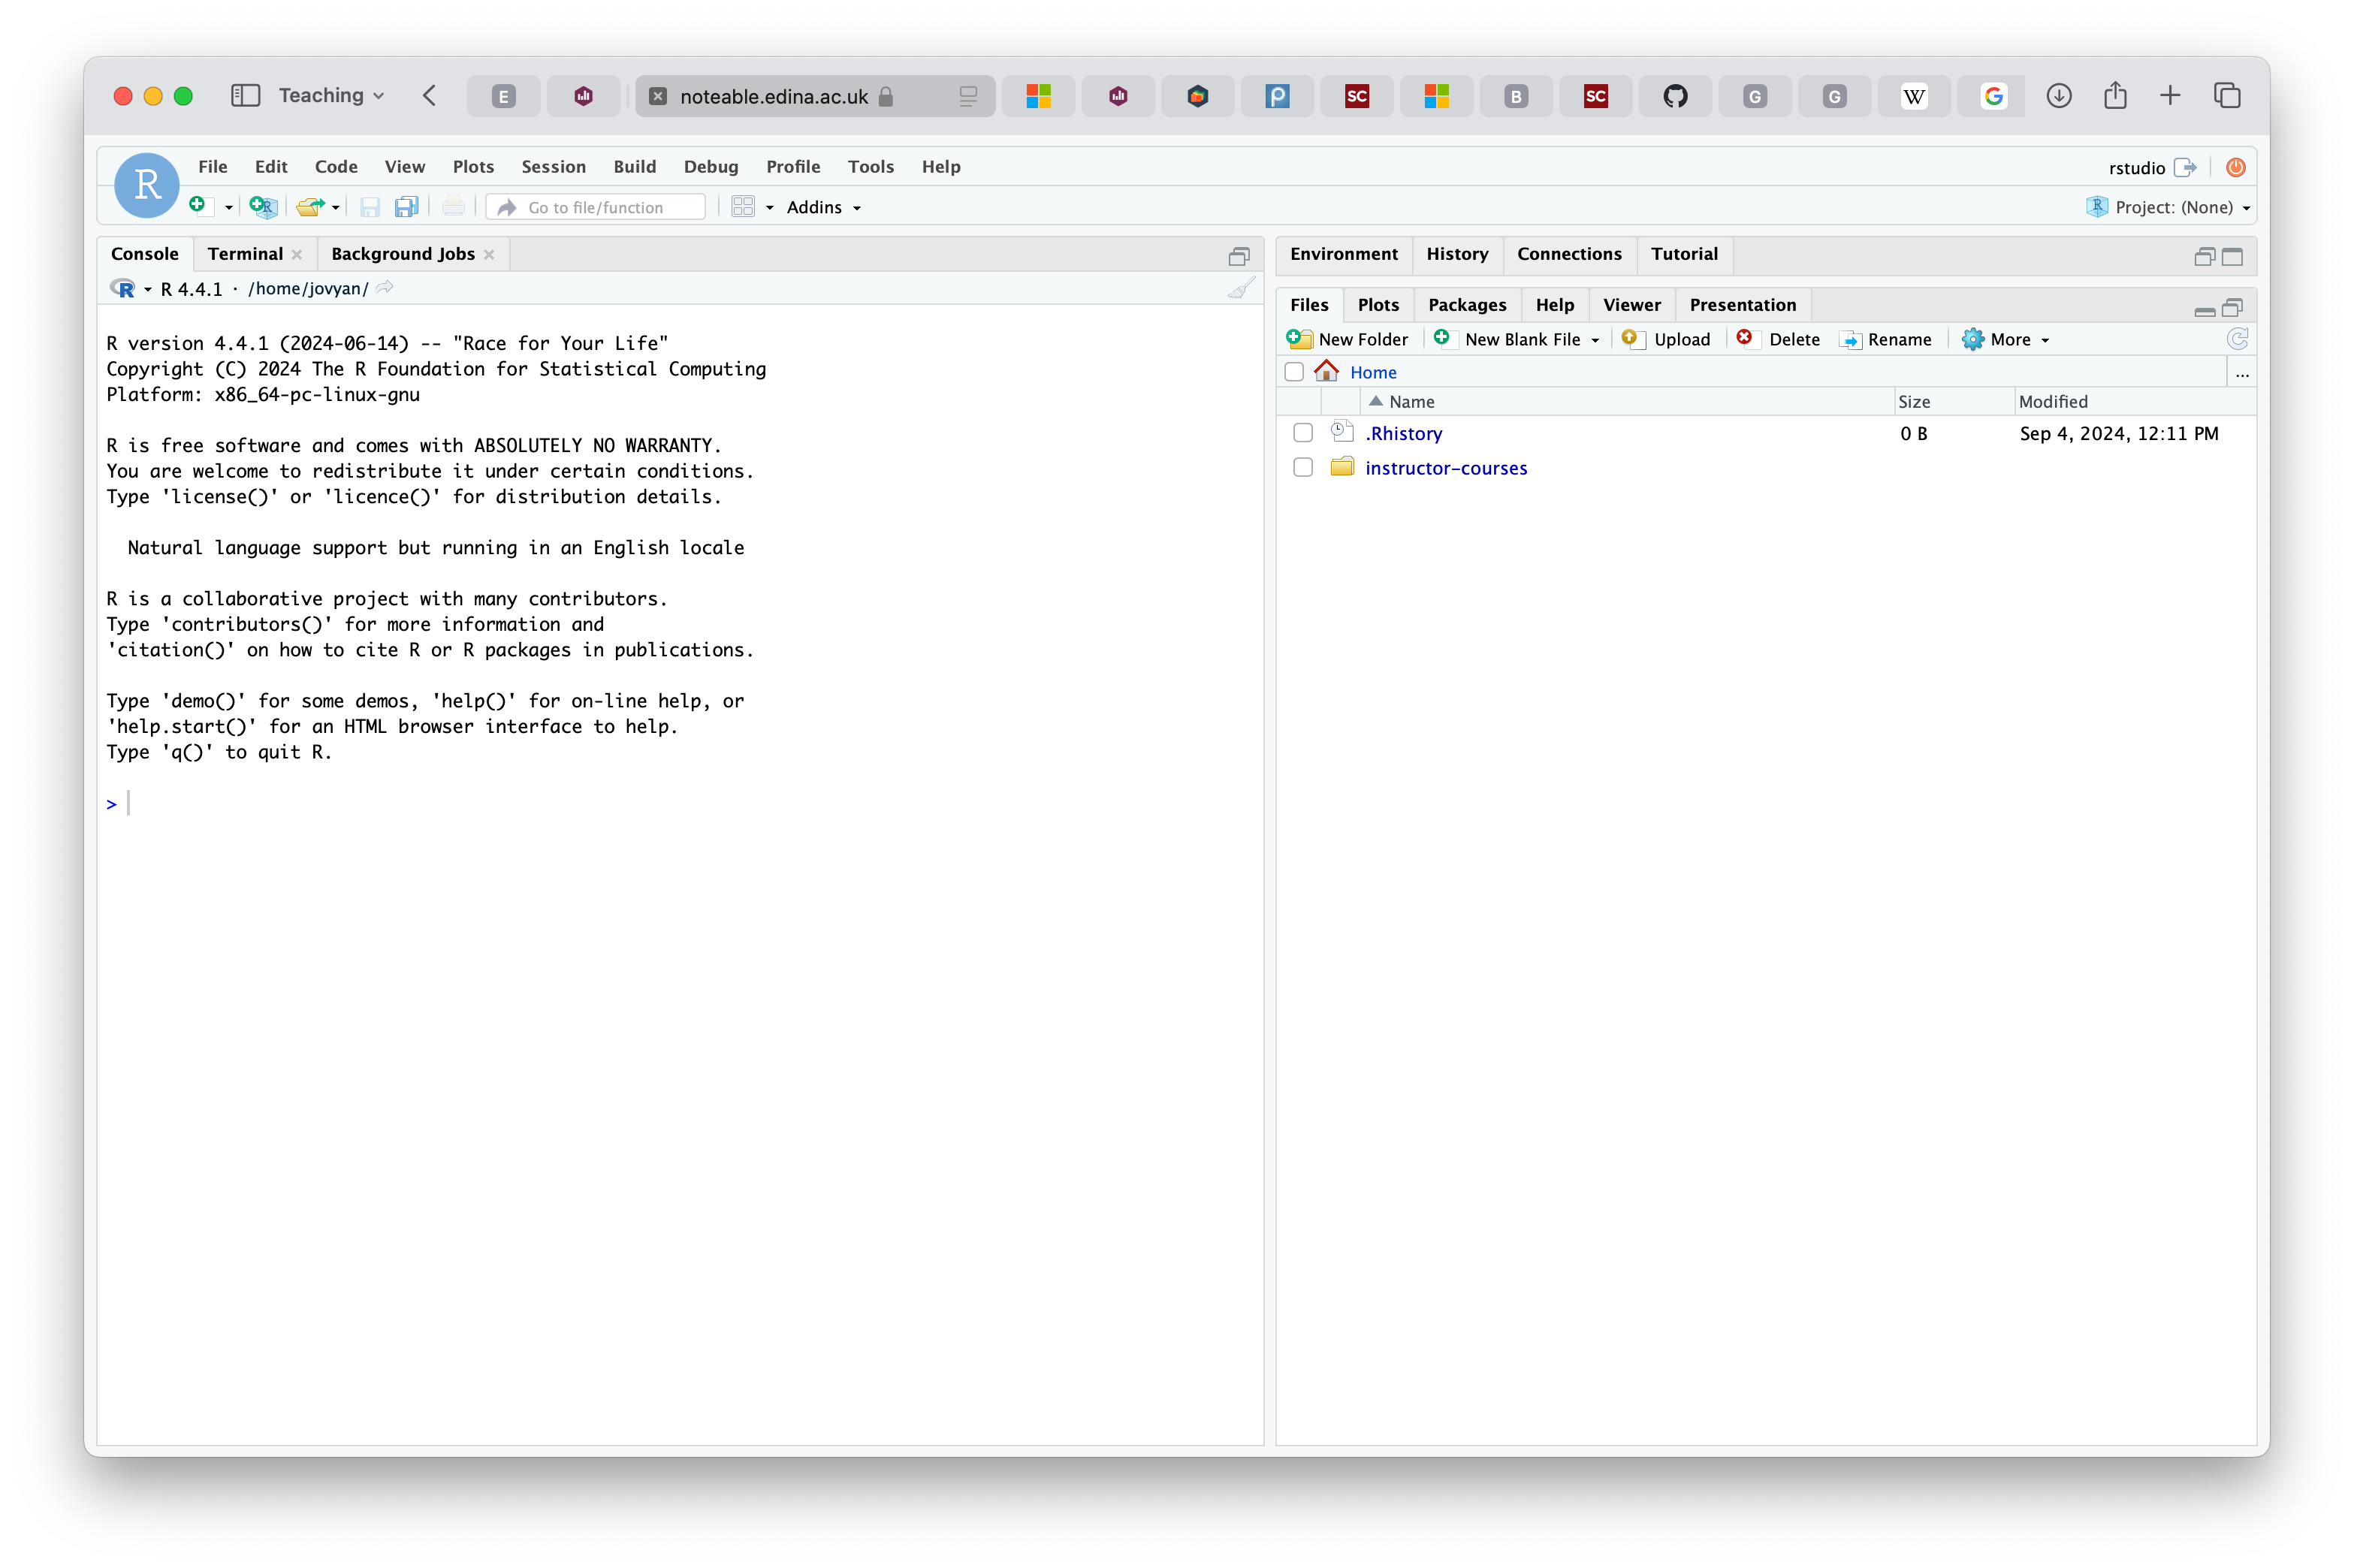 Teaching
E
noteable.edina.ac.uk
P
SC
B
SC
G
G
W
G
R
File Edit Code View Plots Session Build Debug Profile Tools Help
rstudio
Go to file/function
Addins
Project: (None)
Console Terminal Background Jobs
R 4.4.1 · /home/jovyan/
R version 4.4.1 (2024-06-14) -- "Race for Your Life"
Copyright (C) 2024 The R Foundation for Statistical Computing
Platform: x86_64-pc-linux-gnu
R is free software and comes with ABSOLUTELY NO WARRANTY.
You are welcome to redistribute it under certain conditions.
Type 'license()' or 'licence()' for distribution details.
Natural language support but running in an English locale
R is a collaborative project with many contributors.
Type 'contributors()' for more information and
'citation()' on how to cite R or R packages in publications.
Type 'demo()' for some demos, 'help()' for on-line help, or
'help.start()' for an HTML browser interface to help.
Type 'q()' to quit R.
>
Environment History Connections Tutorial
Files Plots Packages Help Viewer Presentation
New Folder New Blank File Upload Delete Rename More
Home ...
Name Size Modified
.Rhistory 0 B Sep 4, 2024, 12:11 PM
instructor-courses